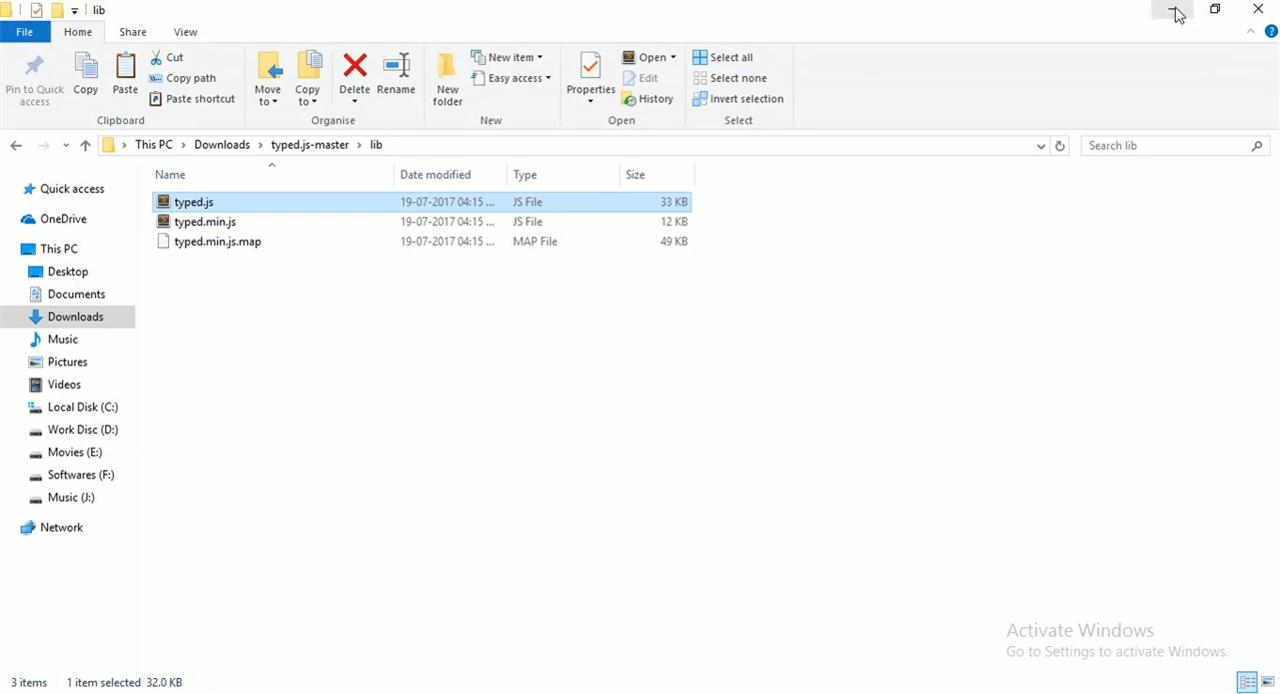 lib
File Home Share View
Pin to Quick access
Copy
Paste
Cut
Copy path
Paste shortcut
Clipboard
Move to
Copy to
Delete
Rename
Organise
New folder
New item
Easy access
New
Properties
Open
Edit
History
Open
Select all
Select none
Invert selection
Select
This PC > Downloads > typed.js-master > lib
Search lib
Name Date modified Type Size
typed.js 19-07-2017 04:15 ... JS File 33 KB
typed.min.js 19-07-2017 04:15 ... JS File 12 KB
typed.min.js.map 19-07-2017 04:15 ... MAP File 49 KB
Quick access
OneDrive
This PC
Desktop
Documents
Downloads
Music
Pictures
Videos
Local Disk (C:)
Work Disc (D:)
Movies (E:)
Softwares (F:)
Music (J:)
Network
Activate Windows
Go to Settings to activate Windows.
3 items 1 item selected 32.0 KB